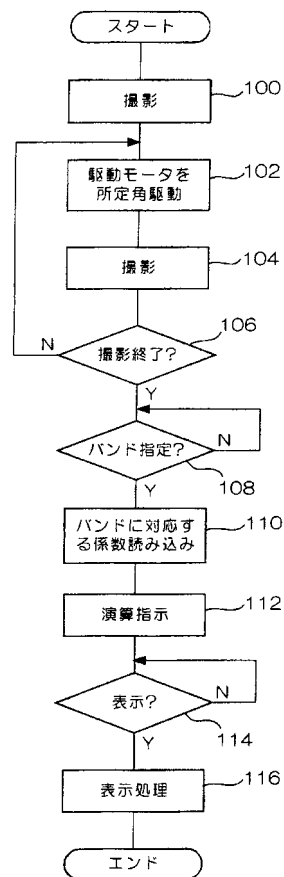 スタート
撮影
100
駆動モータを
所定角駆動
102
撮影
104
106
撮影終了?
N
Y
バンド指定?
N
108
Y
バンドに対応す
る係数読み込み
110
演算指示
112
表示?
N
114
Y
表示処理
116
エンド